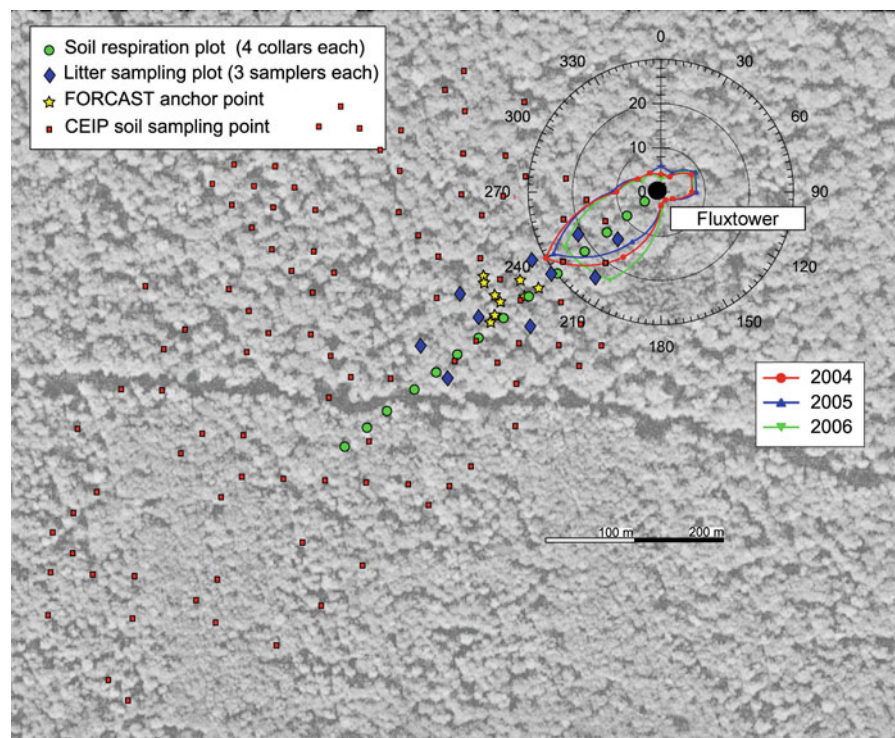 Soil respiration plot (4 collars each)
Litter sampling plot (3 samplers each)
FORCAST anchor point
CEIP soil sampling point
0
30
60
90
120
150
180
210
240
270
300
330
20
10
0
Fluxtower
2004
2005
2006
100 m
200 m